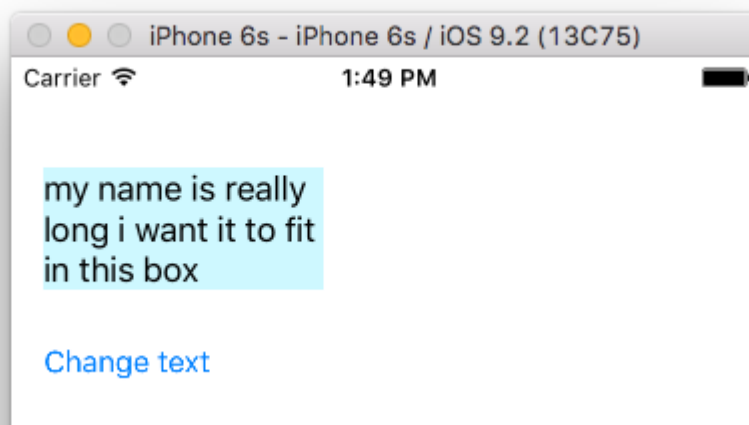 iPhone 6s - iPhone 6s / iOS 9.2 (13C75)
Carrier 1:49 PM
my name is really
long i want it to fit
in this box
Change text